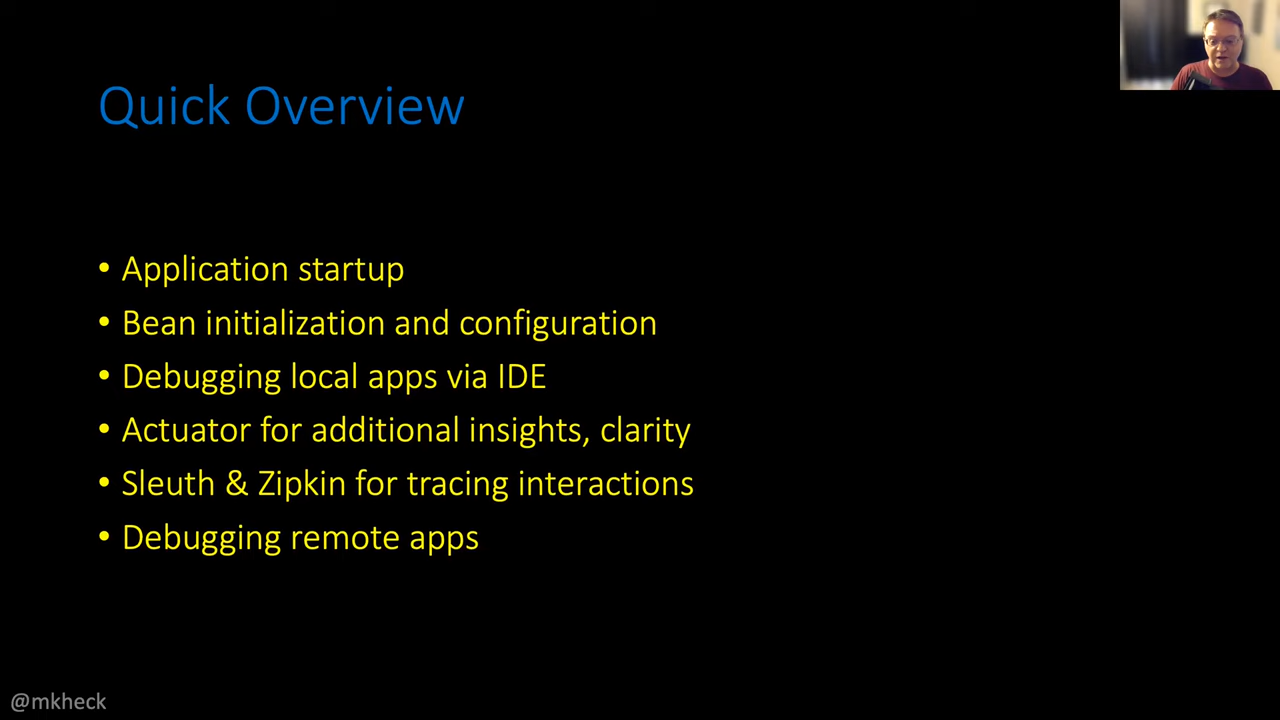 Quick Overview
• Application startup
• Bean initialization and configuration
• Debugging local apps via IDE
• Actuator for additional insights, clarity
• Sleuth & Zipkin for tracing interactions
• Debugging remote apps
@mkheck